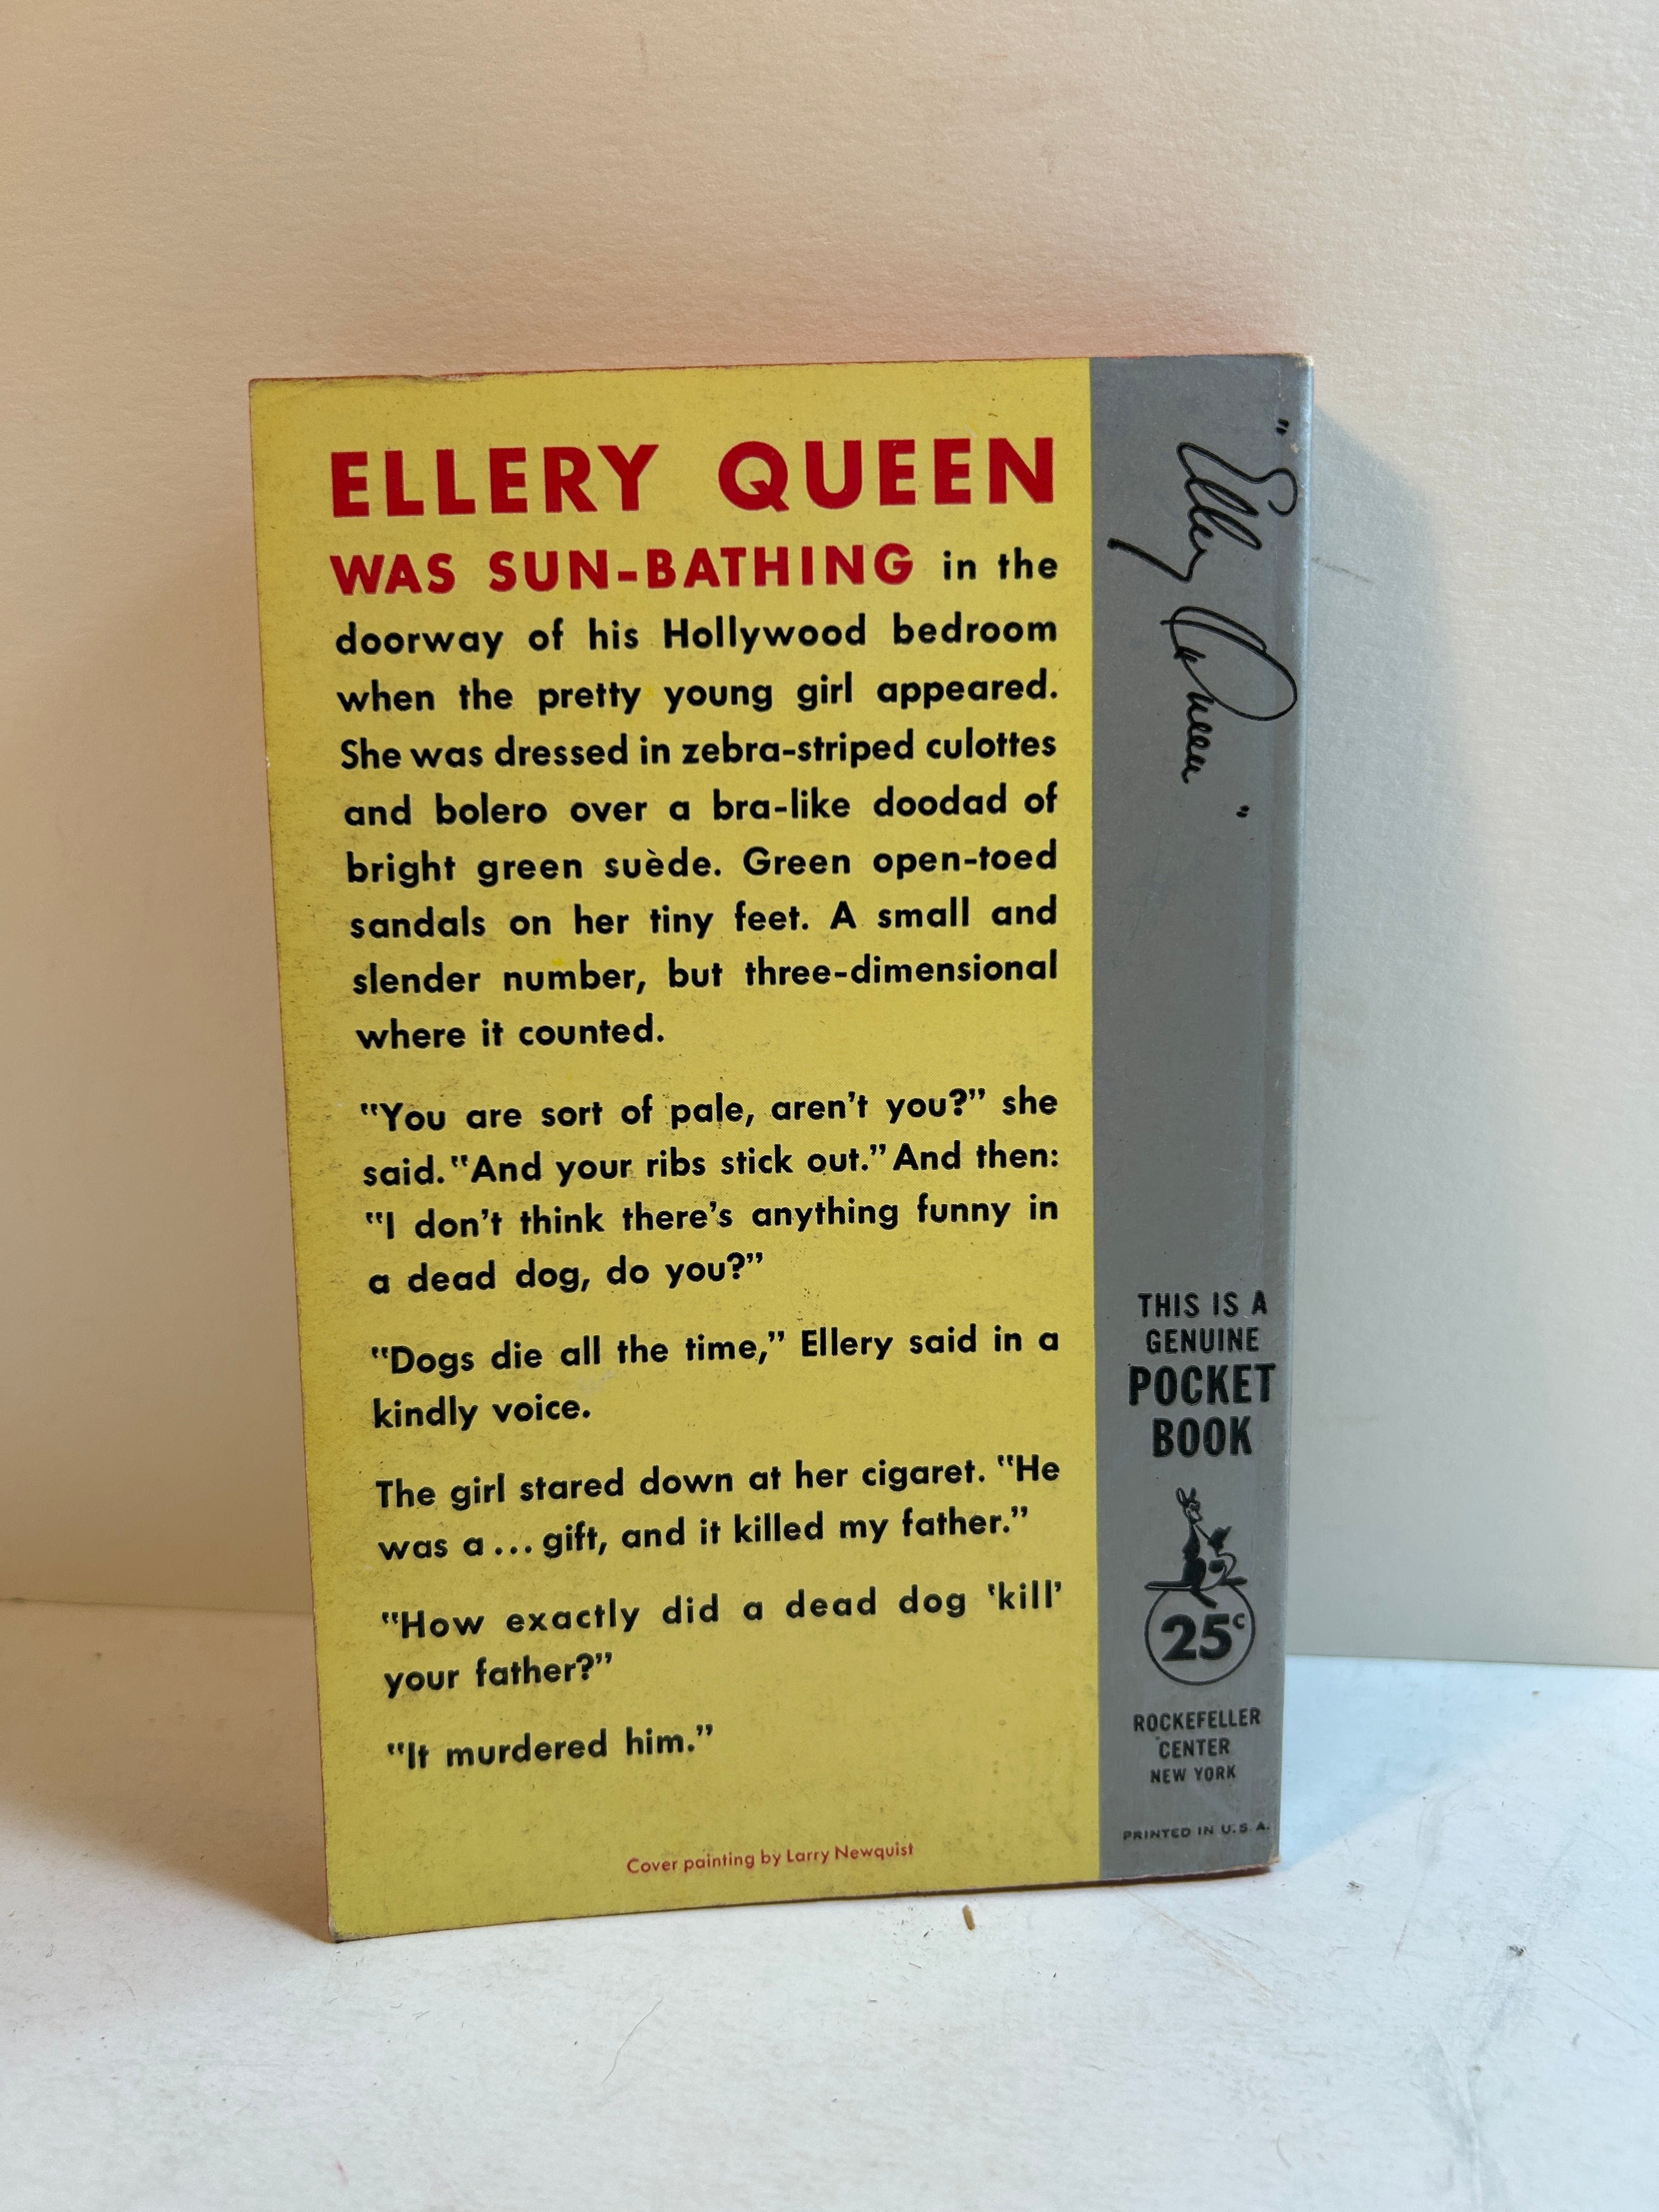 ELLERY QUEEN
WAS SUN-BATHING in the
doorway of his Hollywood bedroom
when the pretty young girl appeared.
She was dressed in zebra-striped culottes
and bolero over a bra-like doodad of
bright green suède. Green open-toed
sandals on her tiny feet. A small and
slender number, but three-dimensional
where it counted.
"You are sort of pale, aren't you?" she
said. "And your ribs stick out." And then:
"I don't think there's anything funny in
a dead dog, do you?"
"Dogs die all the time," Ellery said in a
kindly voice.
The girl stared down at her cigaret. "He
was a ... gift, and it killed my father."
"How exactly did a dead dog 'kill'
your father?"
"It murdered him."
Cover painting by Larry Newquist
"Ellery Queen"
THIS IS A
GENUINE
POCKET
BOOK
25c
ROCKEFELLER
CENTER
NEW YORK
PRINTED IN U.S.A.